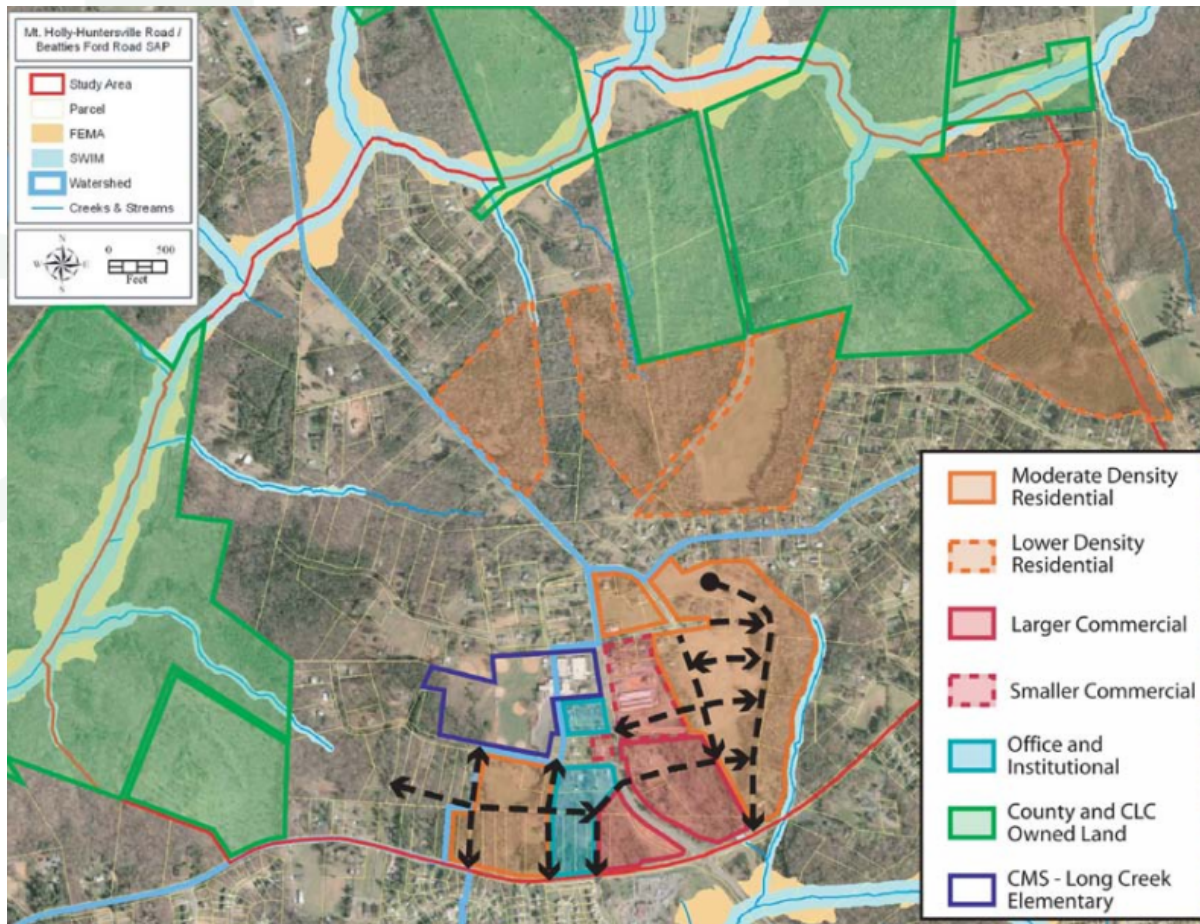 Mt. Holly-Huntersville Road /
Beatties Ford Road SAP
Study Area
Parcel
FEMA
SWIM
Watershed
Creeks & Streams
N
W E
S
0 500
Feet
Moderate Density
Residential
Lower Density
Residential
Larger Commercial
Smaller Commercial
Office and
Institutional
County and CLC
Owned Land
CMS - Long Creek
Elementary